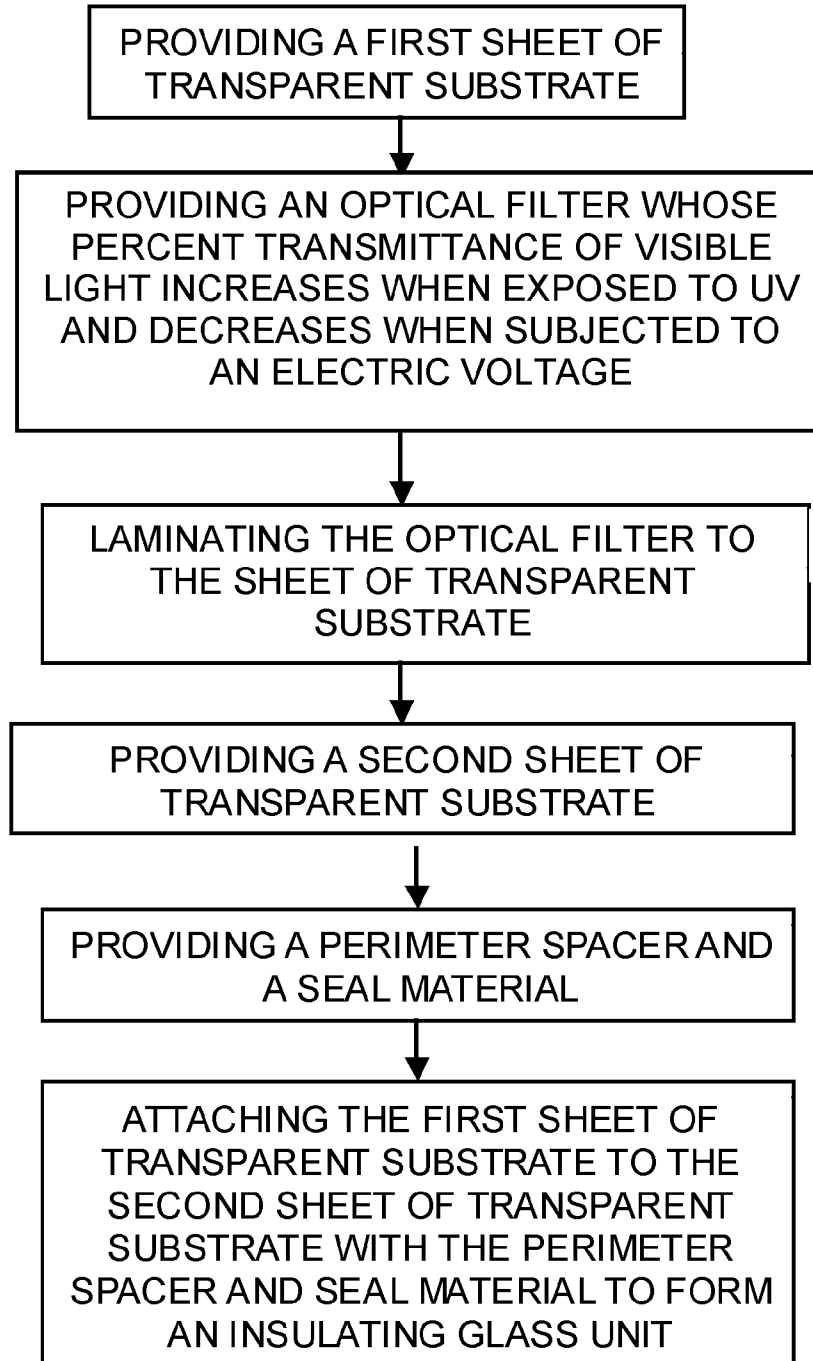 PROVIDING A FIRST SHEET OF
TRANSPARENT SUBSTRATE
PROVIDING AN OPTICAL FILTER WHOSE
PERCENT TRANSMITTANCE OF VISIBLE
LIGHT INCREASES WHEN EXPOSED TO UV
AND DECREASES WHEN SUBJECTED TO
AN ELECTRIC VOLTAGE
LAMINATING THE OPTICAL FILTER TO
THE SHEET OF TRANSPARENT
SUBSTRATE
PROVIDING A SECOND SHEET OF
TRANSPARENT SUBSTRATE
PROVIDING A PERIMETER SPACER AND
A SEAL MATERIAL
ATTACHING THE FIRST SHEET OF
TRANSPARENT SUBSTRATE TO THE
SECOND SHEET OF TRANSPARENT
SUBSTRATE WITH THE PERIMETER
SPACER AND SEAL MATERIAL TO FORM
AN INSULATING GLASS UNIT